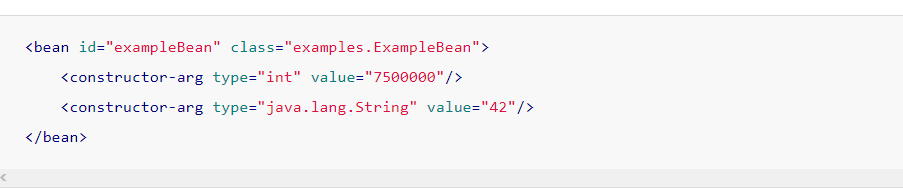 <bean id="exampleBean" class="examples.ExampleBean">
    <constructor-arg type="int" value="7500000"/>
    <constructor-arg type="java.lang.String" value="42"/>
</bean>